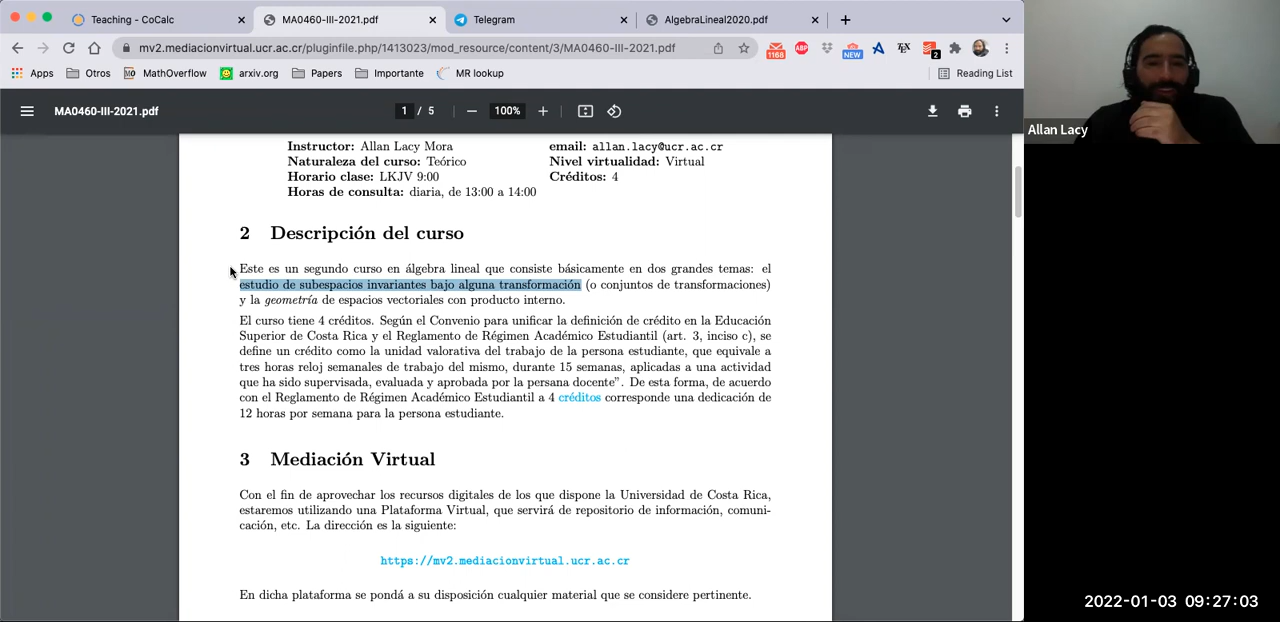 Teaching - CoCalc
MA0460-III-2021.pdf
Telegram
AlgebraLineal2020.pdf
mv2.mediacionvirtual.ucr.ac.cr/pluginfile.php/1413023/mod_resource/content/3/MA0460-III-2021.pdf
1168
ABP
NEW
A
TEX
2
Apps
Otros
MathOverflow
arxiv.org
Papers
Importante
MR lookup
Reading List
MA0460-III-2021.pdf
1 / 5
100%
Instructor: Allan Lacy Mora
email: allan.lacy@ucr.ac.cr
Naturaleza del curso: Teórico
Nivel virtualidad: Virtual
Horario clase: LKJV 9:00
Créditos: 4
Horas de consulta: diaria, de 13:00 a 14:00
2 Descripción del curso
Este es un segundo curso en álgebra lineal que consiste básicamente en dos grandes temas: el
estudio de subespacios invariantes bajo alguna transformación (o conjuntos de transformaciones)
y la geometría de espacios vectoriales con producto interno.
El curso tiene 4 créditos. Según el Convenio para unificar la definición de crédito en la Educación
Superior de Costa Rica y el Reglamento de Régimen Académico Estudiantil (art. 3, inciso c), se
define un crédito como la unidad valorativa del trabajo de la persona estudiante, que equivale a
tres horas reloj semanales de trabajo del mismo, durante 15 semanas, aplicadas a una actividad
que ha sido supervisada, evaluada y aprobada por la persana docente”. De esta forma, de acuerdo
con el Reglamento de Régimen Académico Estudiantil a 4 créditos corresponde una dedicación de
12 horas por semana para la persona estudiante.
3 Mediación Virtual
Con el fin de aprovechar los recursos digitales de los que dispone la Universidad de Costa Rica,
estaremos utilizando una Plataforma Virtual, que servirá de repositorio de información, comuni-
cación, etc. La dirección es la siguiente:
https://mv2.mediacionvirtual.ucr.ac.cr
En dicha plataforma se pondá a su disposición cualquier material que se considere pertinente.
Allan Lacy
2022-01-03 09:27:03